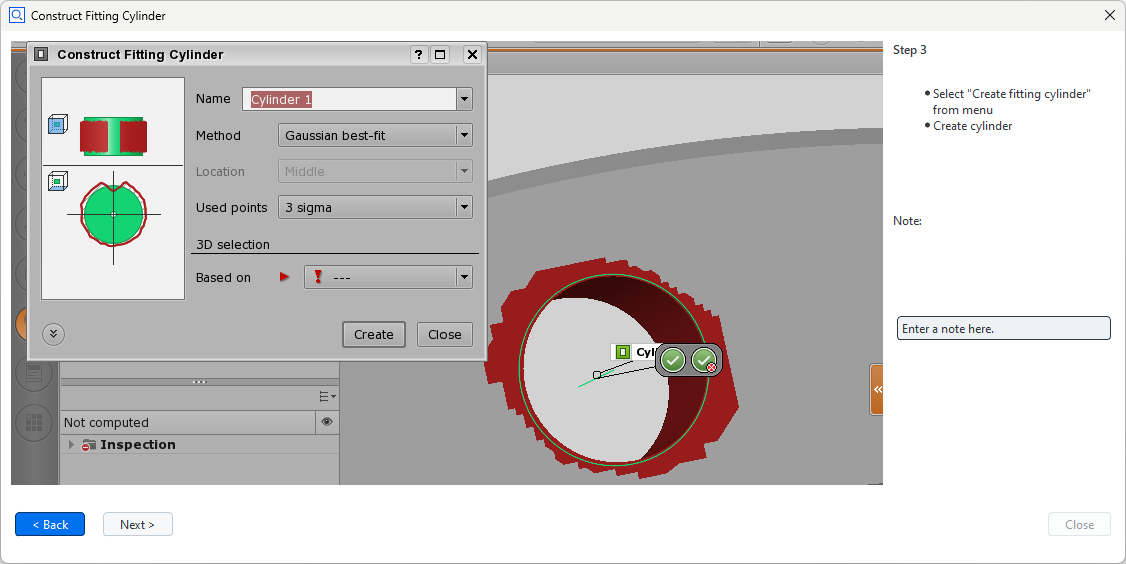 Construct Fitting Cylinder
Construct Fitting Cylinder
?
Name
Cylinder 1
Method
Gaussian best-fit
Location
Middle
Used points
3 sigma
3D selection
Based on
---
Create
Close
Cyl
Not computed
Inspection
Step 3
• Select "Create fitting cylinder"
from menu
• Create cylinder
Note:
Enter a note here.
< Back
Next >
Close